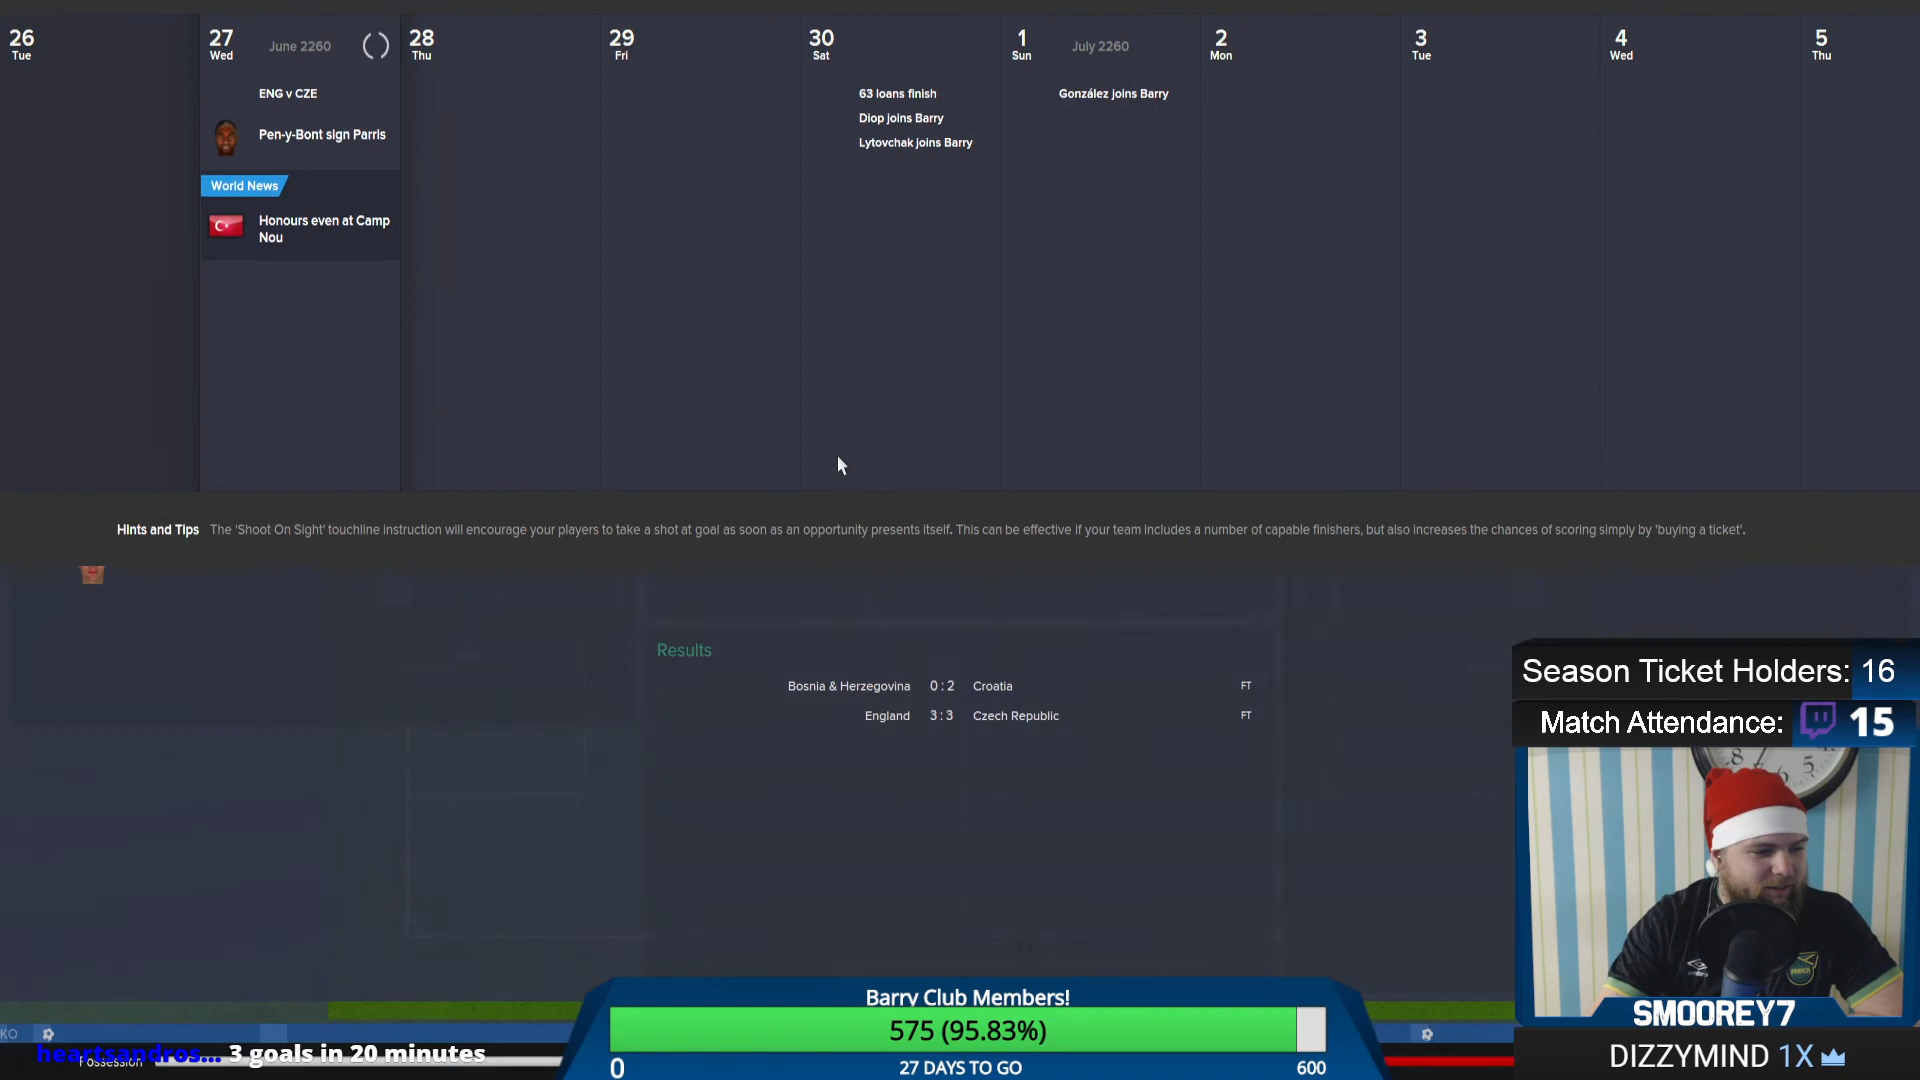 26
Tue
27
Wed
June 2260
28
Thu
29
Fri
30
Sat
1
Sun
July 2260
2
Mon
3
Tue
4
Wed
5
Thu
ENG v CZE
Pen-y-Bont sign Parris
World News
Honours even at Camp
Nou
63 loans finish
Diop joins Barry
Lytovchak joins Barry
González joins Barry
Hints and Tips The 'Shoot On Sight' touchline instruction will encourage your players to take a shot at goal as soon as an opportunity presents itself. This can be effective if your team includes a number of capable finishers, but also increases the chances of scoring simply by 'buying a ticket'.
Results
Bosnia & Herzegovina 0 : 2 Croatia FT
England 3 : 3 Czech Republic FT
Season Ticket Holders: 16
Match Attendance: 15
8 7 6 5
SMOOREY7
DIZZYMIND 1X
Barry Club Members!
575 (95.83%)
0 27 DAYS TO GO 600
KO
heartsandros... 3 goals in 20 minutes
Possession